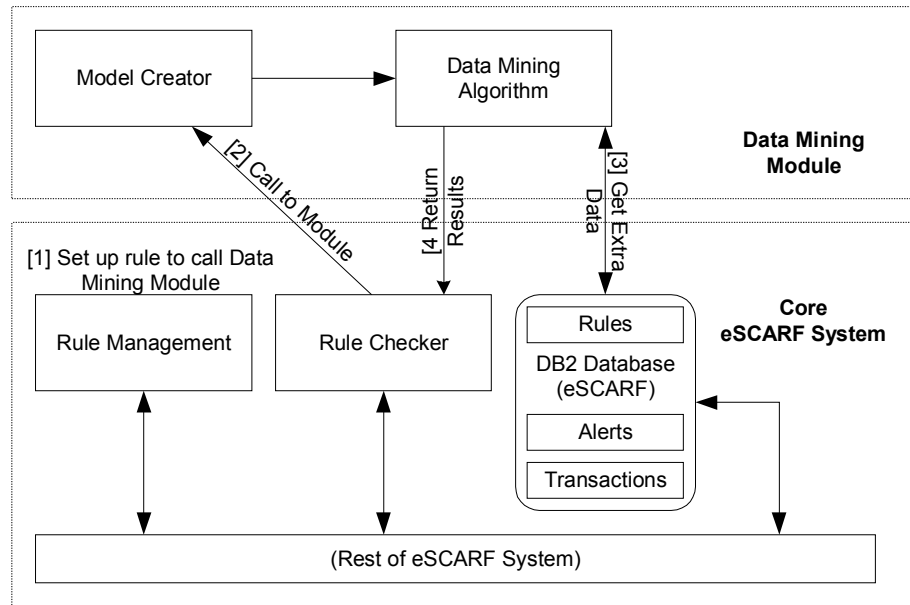 Model Creator
Data Mining
Algorithm
Data Mining
Module
[2] Call to Module
[4 Return
Results
[3] Get Extra
Data
[1] Set up rule to call Data
Mining Module
Rule Management
Rule Checker
Rules
DB2 Database
(eSCARF)
Alerts
Transactions
Core
eSCARF System
(Rest of eSCARF System)